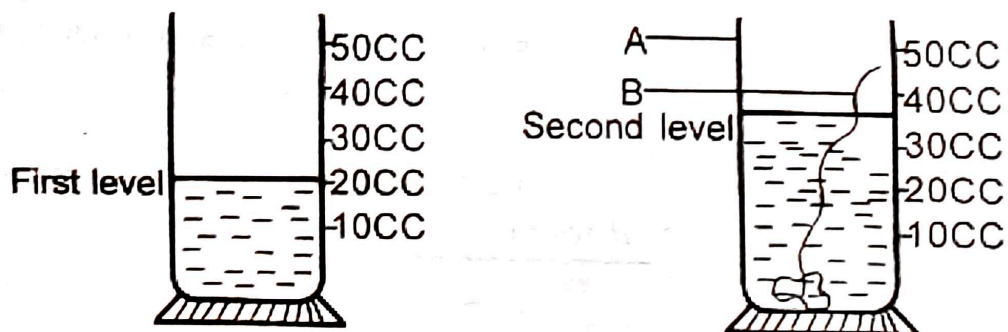 50CC
40CC
30CC
First level 20CC
10CC
A
50CC
B
40CC
Second level
30CC
20CC
10CC